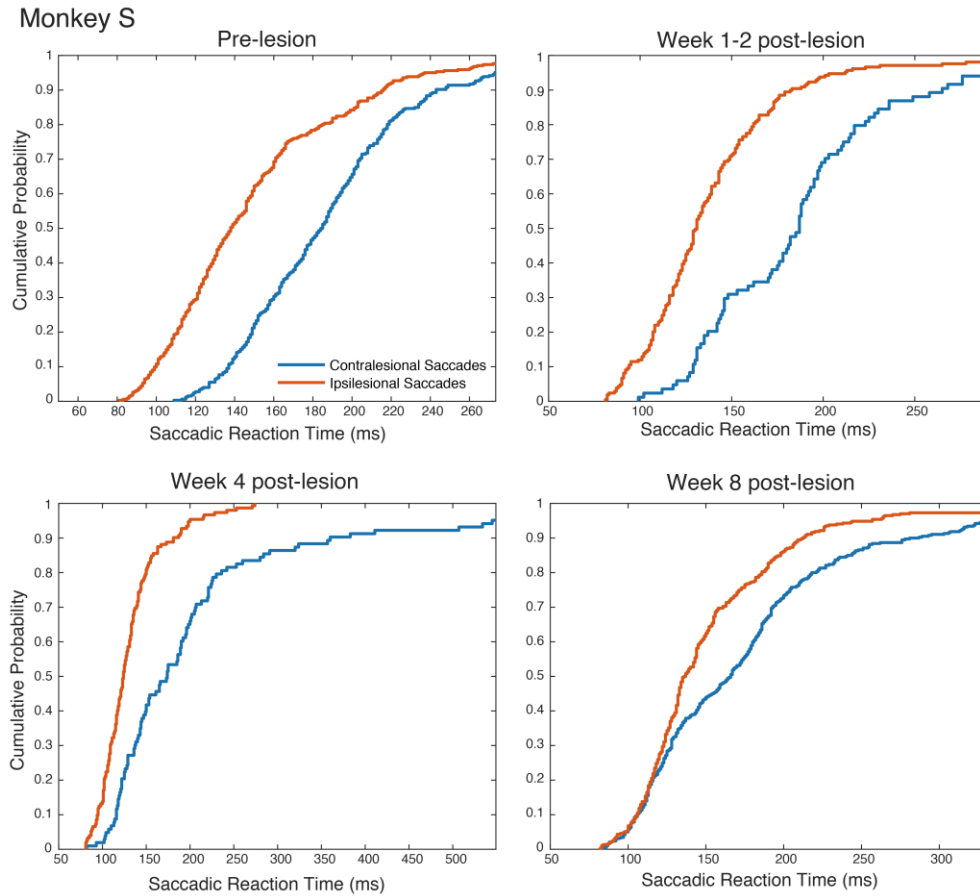 Monkey S
Pre-lesion
Week 1-2 post-lesion
Cumulative Probability
1
0.9
0.8
0.7
0.6
0.5
0.4
0.3
0.2
0.1
0
Contralesional Saccades
Ipsilesional Saccades
60 80 100 120 140 160 180 200 220 240 260
Saccadic Reaction Time (ms)
1
0.9
0.8
0.7
0.6
0.5
0.4
0.3
0.2
0.1
0
50 100 150 200 250
Saccadic Reaction Time (ms)
Week 4 post-lesion
Week 8 post-lesion
Cumulative Probability
1
0.9
0.8
0.7
0.6
0.5
0.4
0.3
0.2
0.1
0
50 100 150 200 250 300 350 400 450 500
Saccadic Reaction Time (ms)
1
0.9
0.8
0.7
0.6
0.5
0.4
0.3
0.2
0.1
0
50 100 150 200 250 300
Saccadic Reaction Time (ms)